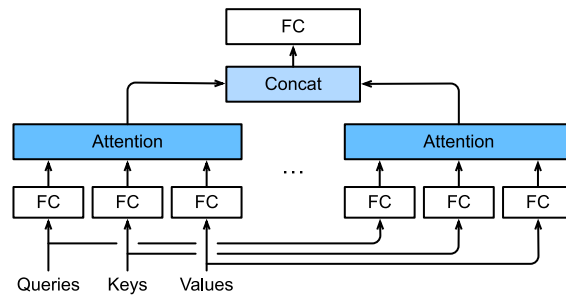 FC
Concat
Attention ... Attention
FC FC FC FC FC FC
Queries Keys Values